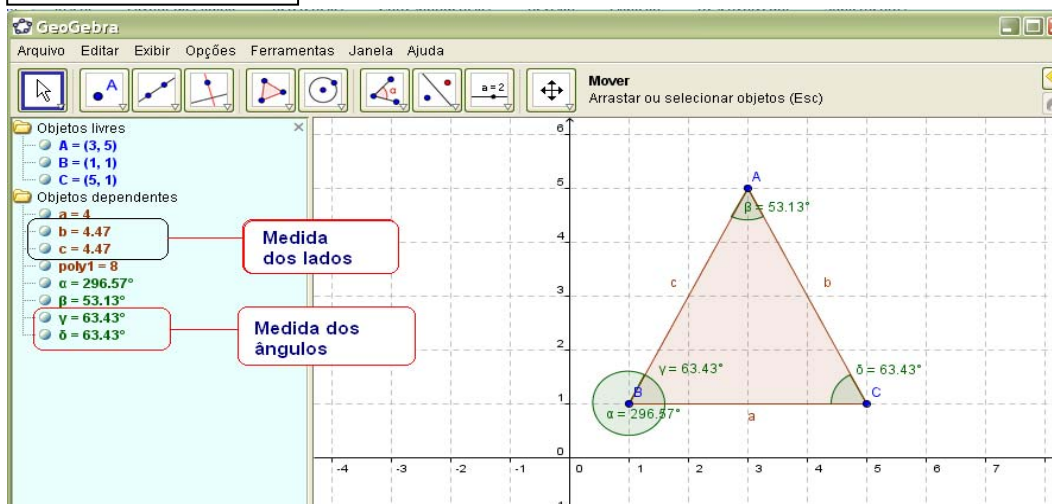 GeoGebra
Arquivo Editar Exibir Opções Ferramentas Janela Ajuda
A
α
a = 2
Mover
Arrastar ou selecionar objetos (Esc)
Objetos livres
A = (3, 5)
B = (1, 1)
C = (5, 1)
Objetos dependentes
a = 4
b = 4.47
c = 4.47
poly1 = 8
α = 296.57°
β = 53.13°
γ = 63.43°
δ = 63.43°
Medida
dos lados
Medida dos
ângulos
6
5
4
3
2
1
0
A
β = 53.13°
c
b
γ = 63.43°
δ = 63.43°
B
C
α = 296.57°
a
-4 -3 -2 -1 0 1 2 3 4 5 6 7